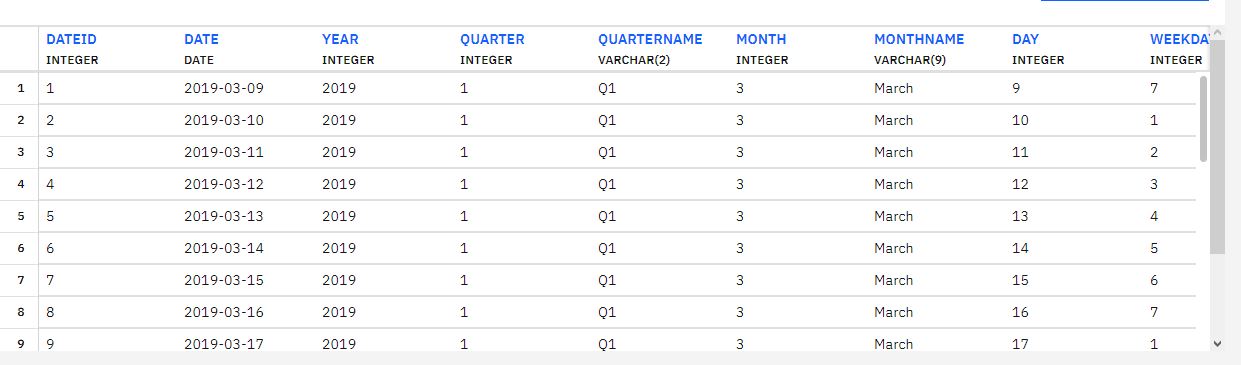 DATEID DATE YEAR QUARTER QUARTERNAME MONTH MONTHNAME DAY
INTEGER DATE INTEGER INTEGER VARCHAR(2) INTEGER VARCHAR(9) INTEGER INTEGER
1 1 2019-03-09 2019 1 Q1 3 March 9 7
2 2 2019-03-10 2019 1 Q1 3 March 10 1
3 3 2019-03-11 2019 1 Q1 3 March 11 2
4 4 2019-03-12 2019 1 Q1 3 March 12 3
5 5 2019-03-13 2019 1 Q1 3 March 13 4
6 6 2019-03-14 2019 1 Q1 3 March 14 5
7 7 2019-03-15 2019 1 Q1 3 March 15 6
8 8 2019-03-16 2019 1 Q1 3 March 16 7
9 9 2019-03-17 2019 1 Q1 3 March 17 1